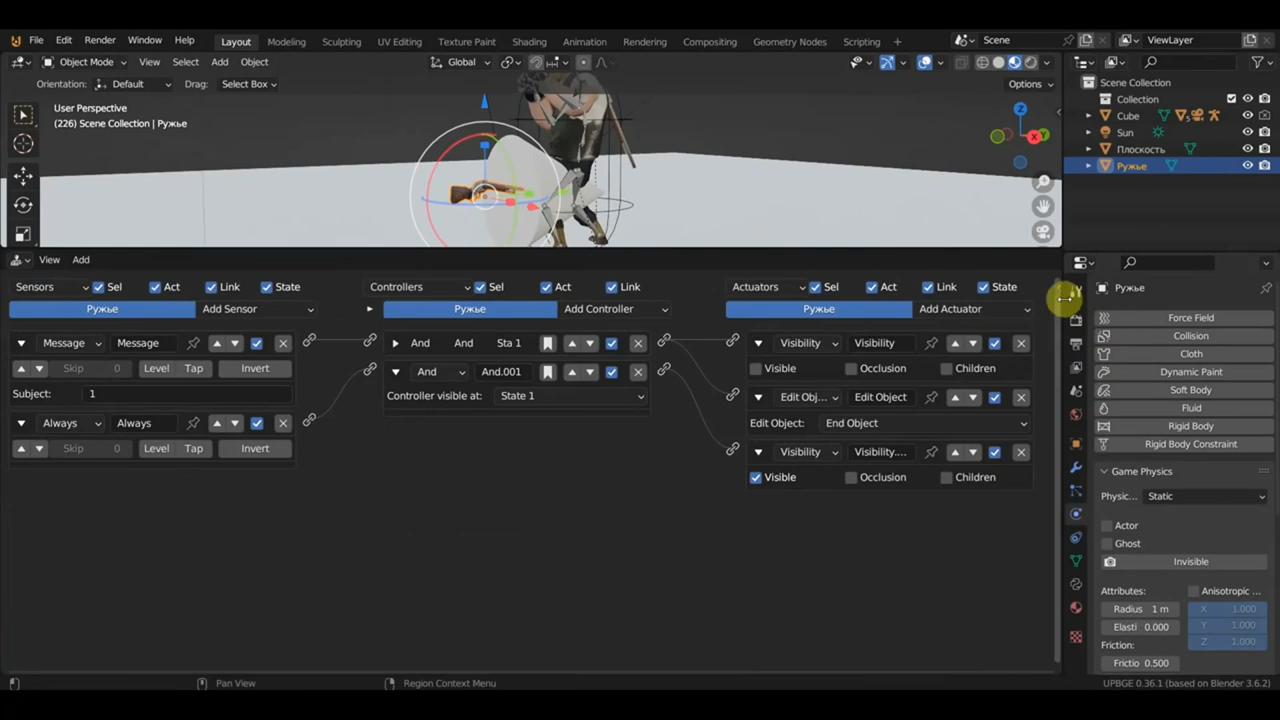 File Edit Render Window Help Layout Modeling Sculpting UV Editing Texture Paint Shading Animation Rendering Compositing Geometry Nodes Scripting + Scene ViewLayer
Object Mode View Select Add Object Global
Orientation: Default Drag: Select Box Options
User Perspective
(226) Scene Collection | Ружье
Z
Y
X
Scene Collection
Collection
Cube 5
Sun
Плоскость
Ружье
View Add
Sensors Sel Act Link State Controllers Sel Act Link Actuators Sel Act Link State
Ружье Add Sensor Ружье Add Controller Ружье Add Actuator
Message Message And And Sta 1 Visibility Visibility
Skip 0 Level Tap Invert And And.001 Visible Occlusion Children
Subject: 1 Controller visible at: State 1 Edit Obj... Edit Object
Always Always Edit Object: End Object
Skip 0 Level Tap Invert Visibility Visibility....
Visible Occlusion Children
Ружье
Force Field
Collision
Cloth
Dynamic Paint
Soft Body
Fluid
Rigid Body
Rigid Body Constraint
Game Physics
Physic... Static
Actor
Ghost
Invisible
Attributes: Anisotropic ...
Radius 1 m X 1.000
Elasti 0.000 Y 1.000
Friction: Z 1.000
Frictio 0.500
Pan View Region Context Menu UPBGE 0.36.1 (based on Blender 3.6.2)